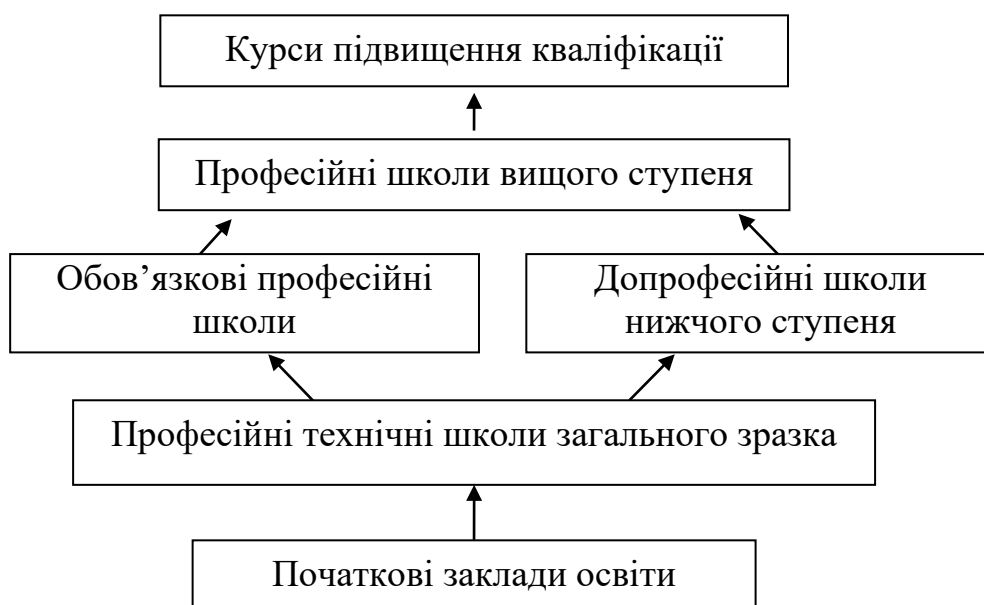 Курси підвищення кваліфікації
Професійні школи вищого ступеня
Обов’язкові професійні
школи
Допрофесійні школи
нижчого ступеня
Професійні технічні школи загального зразка
Початкові заклади освіти